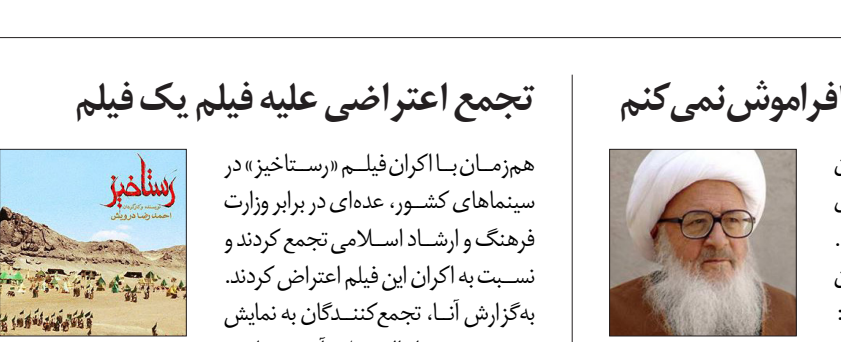 فراموش نمی‌کنم
تجمع اعتراضی علیه فیلم یک فیلم
هم‌زمان با اکران فیلم «رستاخیز» در
سینماهای کشور، عده‌ای در برابر وزارت
فرهنگ و ارشاد اسلامی تجمع کردند و
نسبت به اکران این فیلم اعتراض کردند.
به‌گزارش آنا، تجمع‌کنندگان به نمایش
رستاخیز
نویسنده و کارگردان
احمدرضا درویش